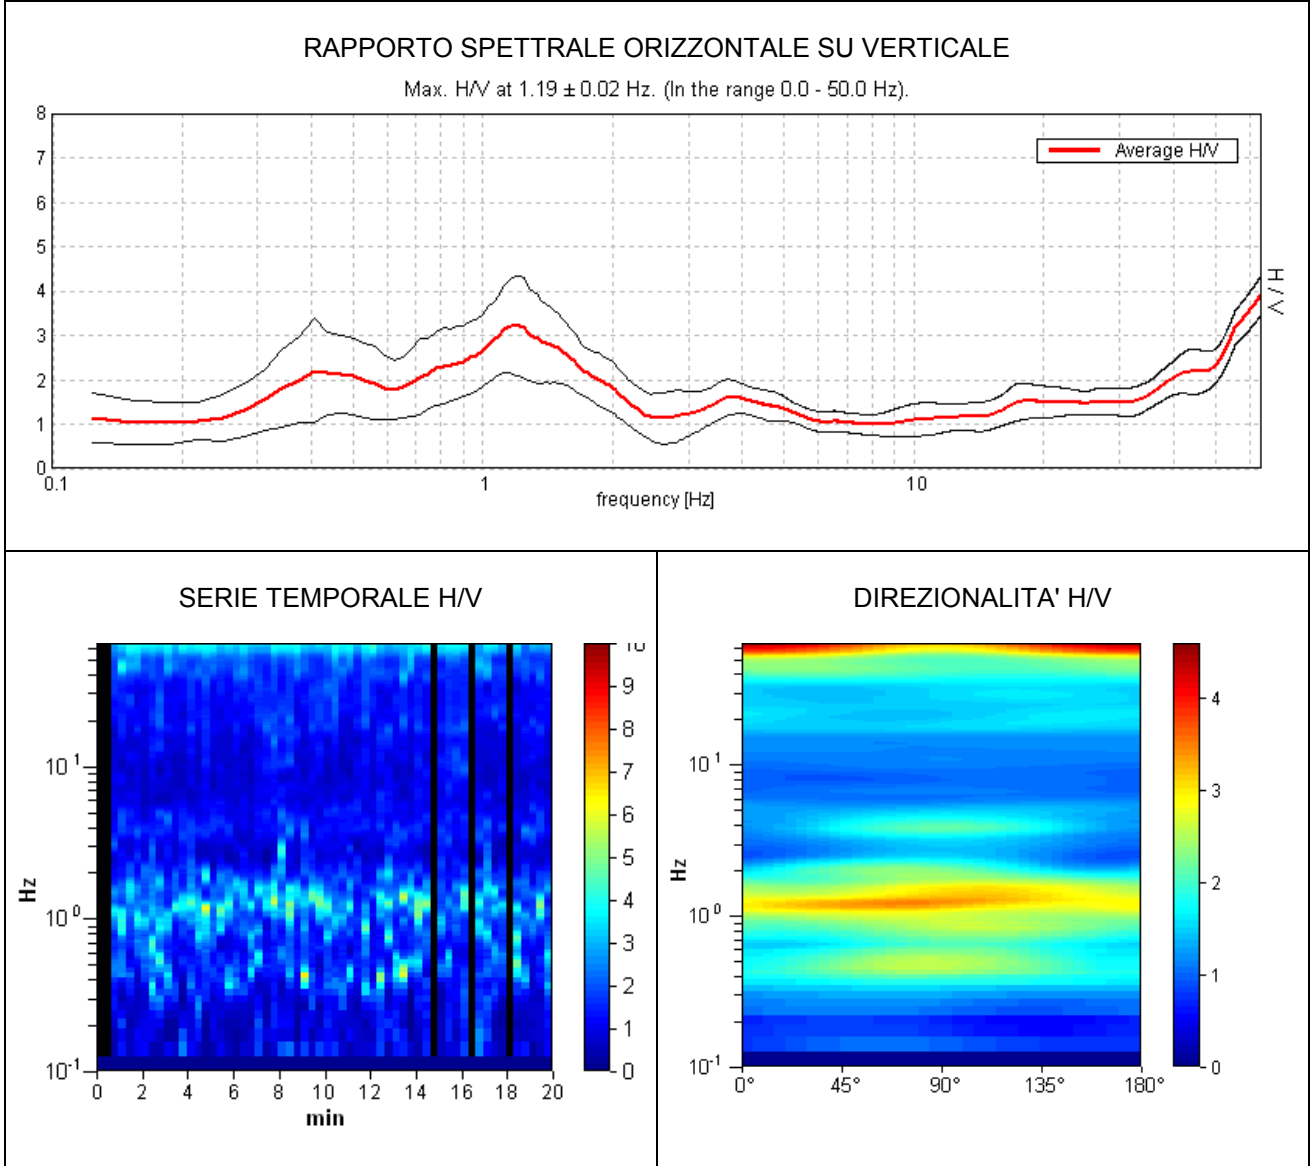 RAPPORTO SPETTRALE ORIZZONTALE SU VERTICALE
Max. H/V at 1.19 ± 0.02 Hz. (In the range 0.0 - 50.0 Hz).
8
7
6
5
4
3
2
1
0
Average H/V
H / V
0.1 1 10
frequency [Hz]
SERIE TEMPORALE H/V
10
9
8
7
6
5
4
3
2
1
0
10¹
10⁰
10⁻¹
Hz
0 2 4 6 8 10 12 14 16 18 20
min
DIREZIONALITA' H/V
4
3
2
1
0
10¹
10⁰
10⁻¹
Hz
0° 45° 90° 135° 180°